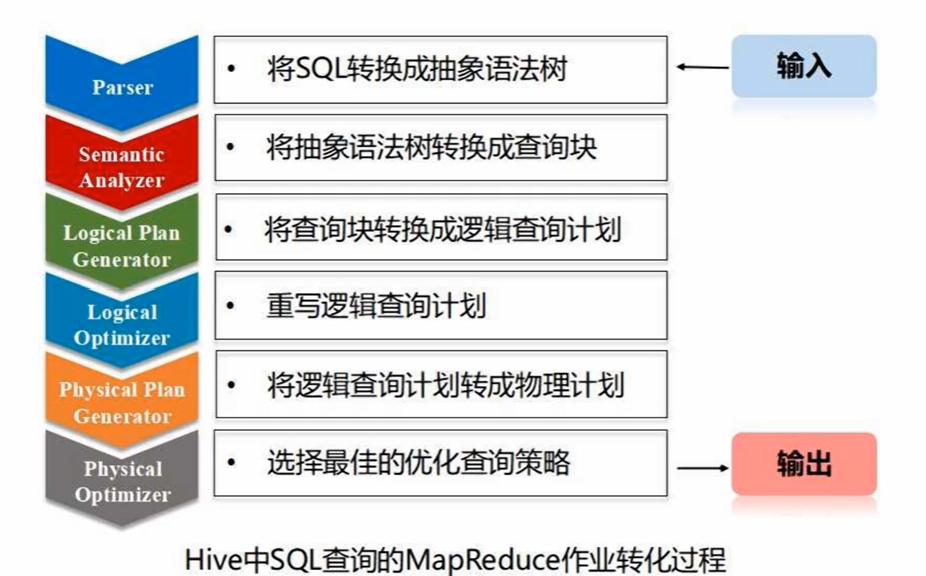 Parser
• 将SQL转换成抽象语法树
输入
Semantic
Analyzer
• 将抽象语法树转换成查询块
Logical Plan
Generator
• 将查询块转换成逻辑查询计划
Logical
Optimizer
• 重写逻辑查询计划
Physical Plan
Generator
• 将逻辑查询计划转成物理计划
Physical
Optimizer
• 选择最佳的优化查询策略
输出
Hive中SQL查询的MapReduce作业转化过程